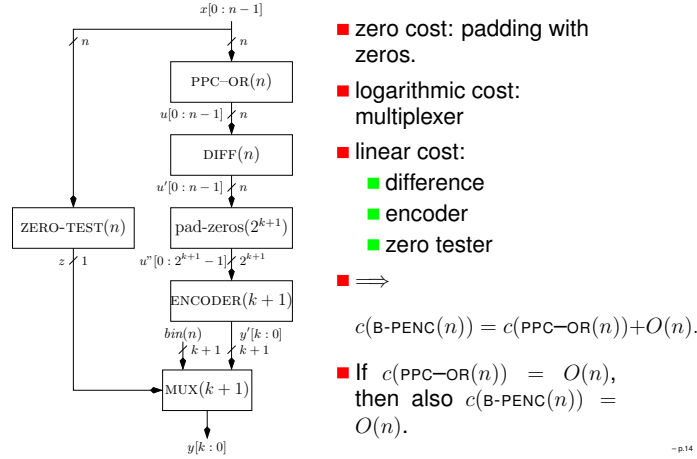 x[0 : n−1]
n
n
PPC–OR(n)
u[0 : n−1]
n
DIFF(n)
u'[0 : n−1]
n
ZERO-TEST(n)
pad-zeros(2^{k+1})
z
1
u"[0 : 2^{k+1} − 1]
2^{k+1}
ENCODER(k + 1)
bin(n)
y'[k : 0]
k + 1
k + 1
MUX(k + 1)
y[k : 0]
zero cost: padding with
zeros.
logarithmic cost:
multiplexer
linear cost:
difference
encoder
zero tester
⟹
c(B-PENC(n)) = c(PPC–OR(n))+O(n).
If c(PPC–OR(n)) = O(n),
then also c(B-PENC(n)) =
O(n).
– p.14